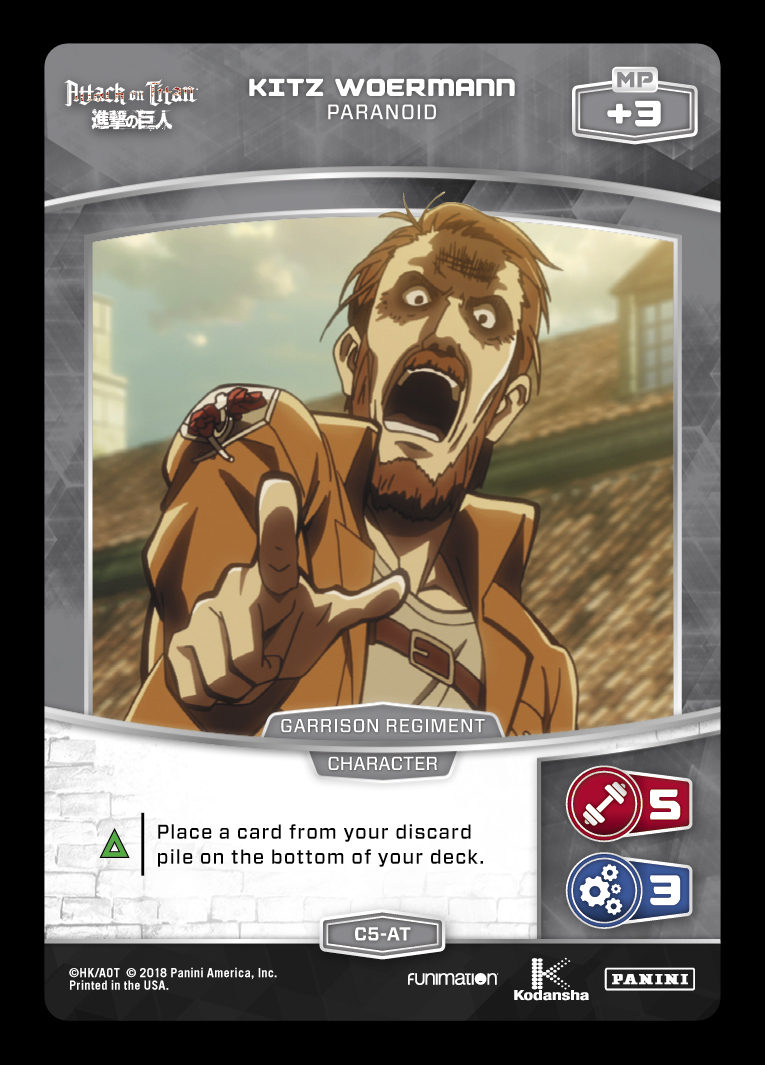 Attack on Titan
進撃の巨人
KITZ WOERMANN
PARANOID
MP
+3
GARRISON REGIMENT
CHARACTER
Place a card from your discard
pile on the bottom of your deck.
5
3
C5-AT
©HK/AOT © 2018 Panini America, Inc.
Printed in the USA.
FUNIMATION
K
Kodansha
PANINI